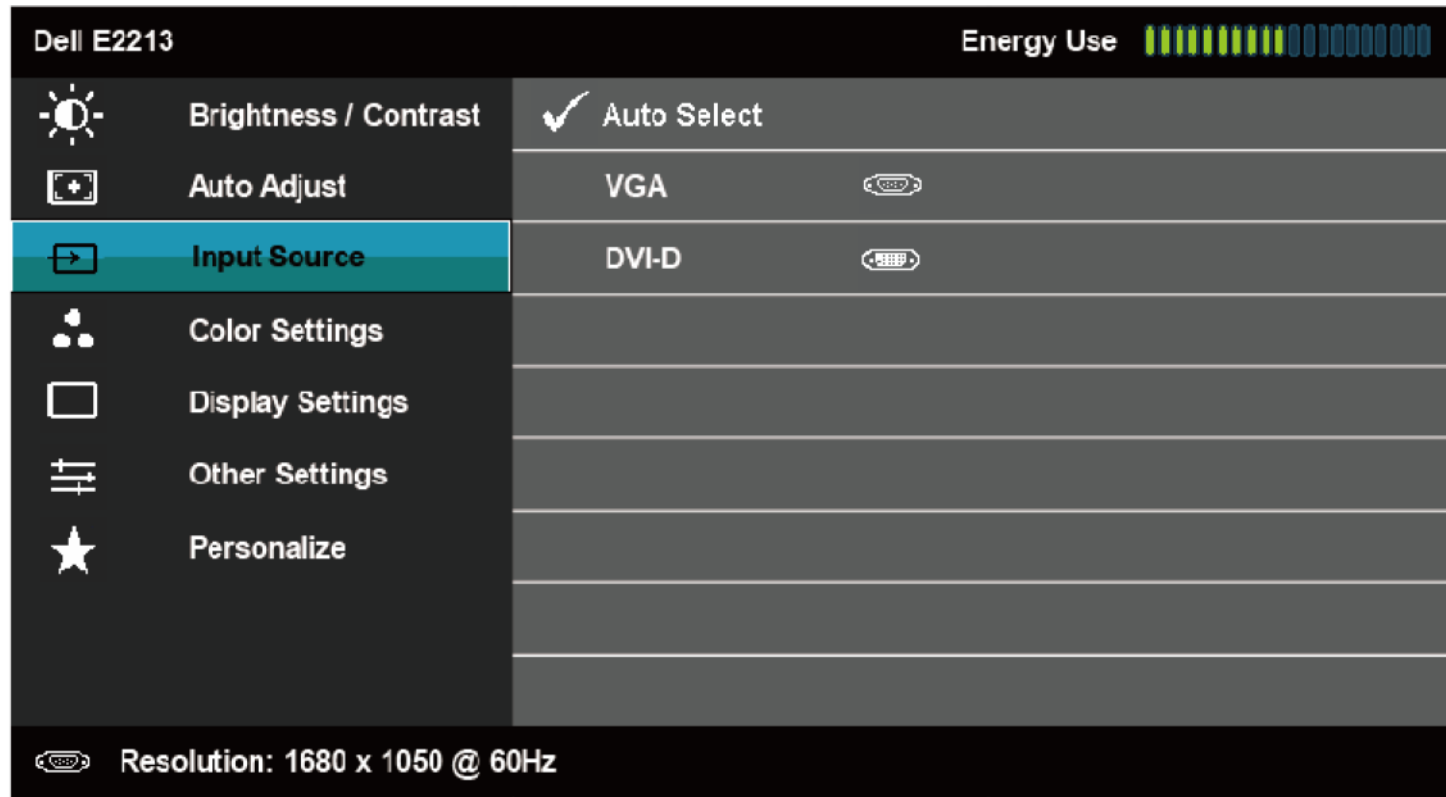 Dell E2213 Energy Use
Brightness / Contrast Auto Select
Auto Adjust VGA
Input Source DVI-D
Color Settings
Display Settings
Other Settings
Personalize
Resolution: 1680 x 1050 @ 60Hz